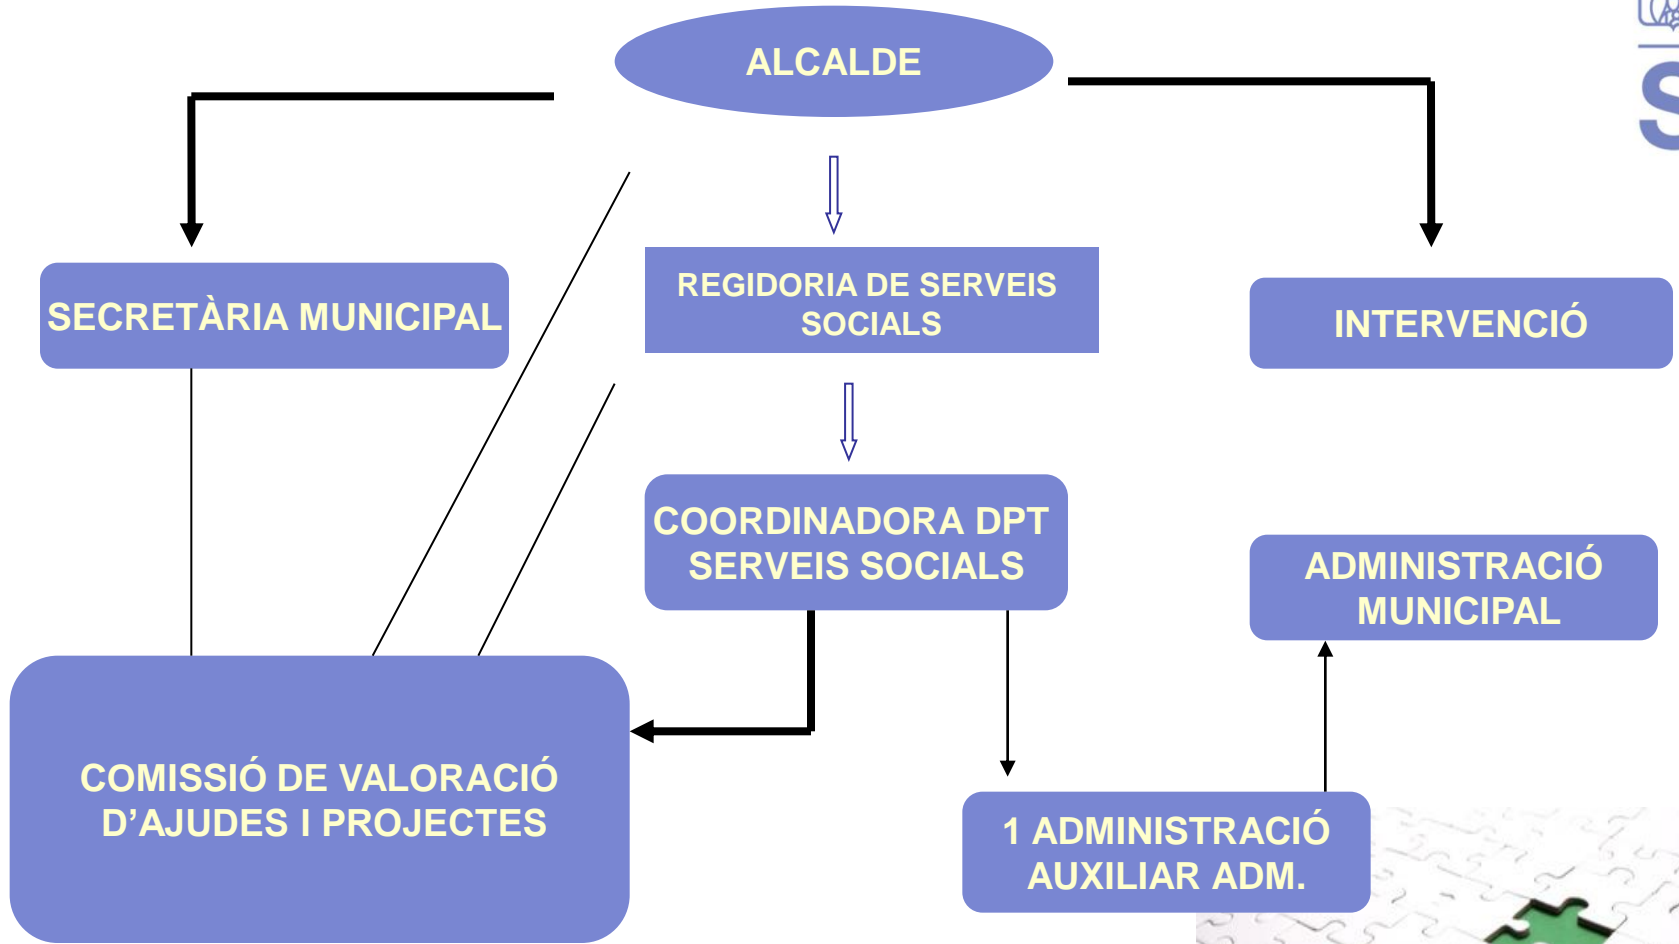 ALCALDE
SECRETÀRIA MUNICIPAL
REGIDORIA DE SERVEIS
SOCIALS
INTERVENCIÓ
COORDINADORA DPT
SERVEIS SOCIALS
ADMINISTRACIÓ
MUNICIPAL
COMISSIÓ DE VALORACIÓ
D’AJUDES I PROJECTES
1 ADMINISTRACIÓ
AUXILIAR ADM.